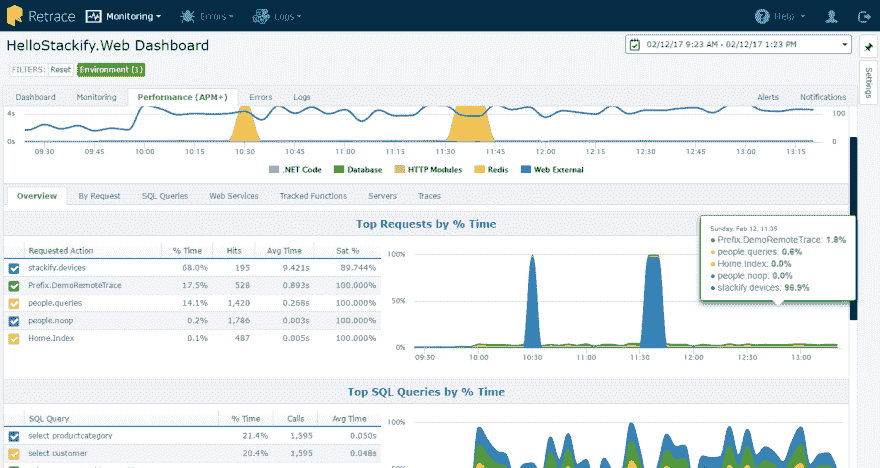 Retrace Monitoring Errors Logs Help
HelloStackify.Web Dashboard
02/12/17 9:23 AM - 02/12/17 1:23 PM
FILTERS: Reset Environment (1)
Settings
Dashboard Monitoring Performance (APM+) Errors Logs Alerts Notifications
4s 100
0s 0
09:30 09:45 10:00 10:15 10:30 10:45 11:00 11:15 11:30 11:45 12:00 12:15 12:30 12:45 13:00 13:15
.NET Code Database HTTP Modules Redis Web External
Overview By Request SQL Queries Web Services Tracked Functions Servers Traces
Top Requests by % Time
Requested Action % Time Hits Avg Time Sat %
stackify.devices 68.0% 195 9.421s 89.744%
Prefix.DemoRemoteTrace 17.5% 528 0.893s 100.000%
people.queries 14.1% 1,420 0.268s 100.000%
people.noop 0.2% 1,786 0.003s 100.000%
Home.Index 0.1% 487 0.005s 100.000%
100%
50%
0%
09:30 10:00 10:30 11:00 11:30 12:00 12:30 13:00
Sunday, Feb 12, 11:35
Prefix.DemoRemoteTrace: 1.8%
people.queries: 0.6%
Home.Index: 0.0%
people.noop: 0.0%
stackify.devices: 96.9%
Top SQL Queries by % Time
SQL Query % Time Calls Avg Time
select productcategory 21.4% 1,595 0.050s
select customer 20.4% 1,595 0.048s
100%